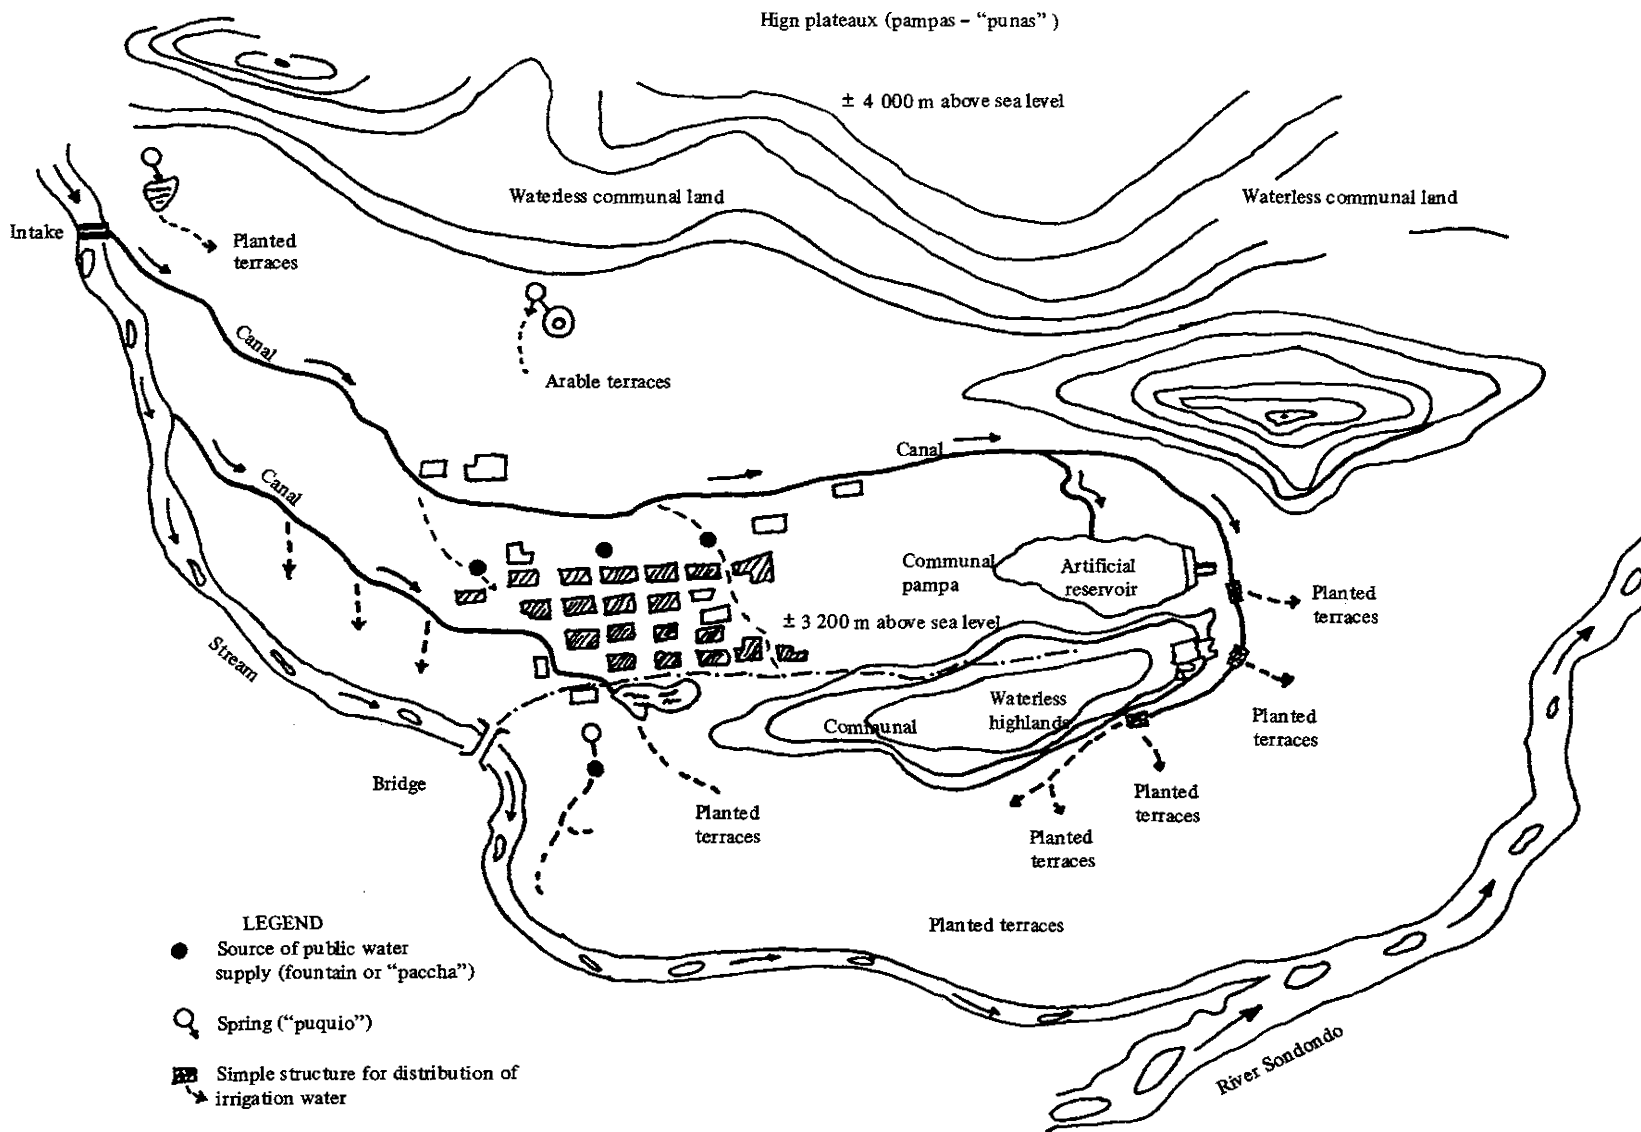 Hign plateaux (pampas – “punas” )
± 4 000 m above sea level
Waterless communal land
Waterless communal land
Intake
Planted
terraces
Canal
Arable terraces
Canal
Canal
Communal
pampa
Artificial
reservoir
Planted
terraces
± 3 200 m above sea level
Stream
Waterless
highlands
Communal
Planted
terraces
Bridge
Planted
terraces
Planted
terraces
Planted
terraces
Planted terraces
LEGEND
Source of public water
supply (fountain or “paccha”)
Spring (“puquio”)
Simple structure for distribution of
irrigation water
River Sondondo